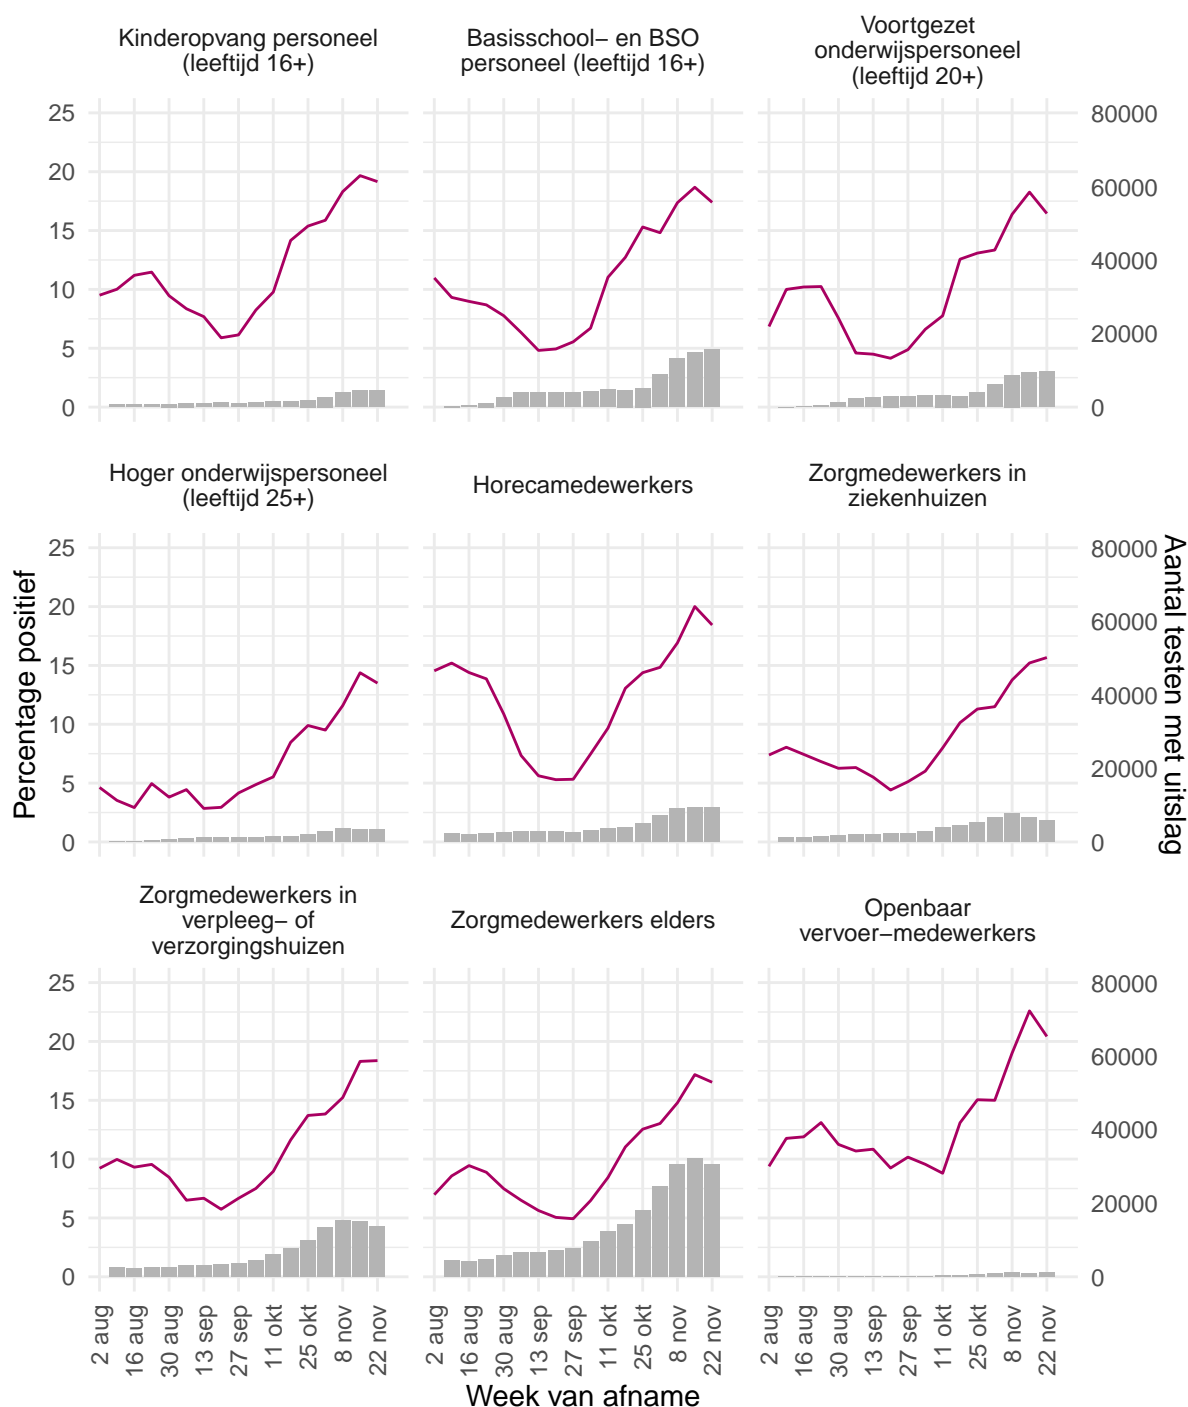 Kinderopvang personeel
(leeftijd 16+)
Basisschool− en BSO
personeel (leeftijd 16+)
Voortgezet
onderwijspersoneel
(leeftijd 20+)
25
20
15
10
5
0
80000
60000
40000
20000
0
Hoger onderwijspersoneel
(leeftijd 25+)
Horecamedewerkers
Zorgmedewerkers in
ziekenhuizen
Percentage positief
25
20
15
10
5
0
80000
60000
40000
20000
0
Aantal testen met uitslag
Zorgmedewerkers in
verpleeg− of
verzorgingshuizen
Zorgmedewerkers elders
Openbaar
vervoer−medewerkers
25
20
15
10
5
0
80000
60000
40000
20000
0
2 aug
16 aug
30 aug
13 sep
27 sep
11 okt
25 okt
8 nov
22 nov
2 aug
16 aug
30 aug
13 sep
27 sep
11 okt
25 okt
8 nov
22 nov
2 aug
16 aug
30 aug
13 sep
27 sep
11 okt
25 okt
8 nov
22 nov
Week van afname